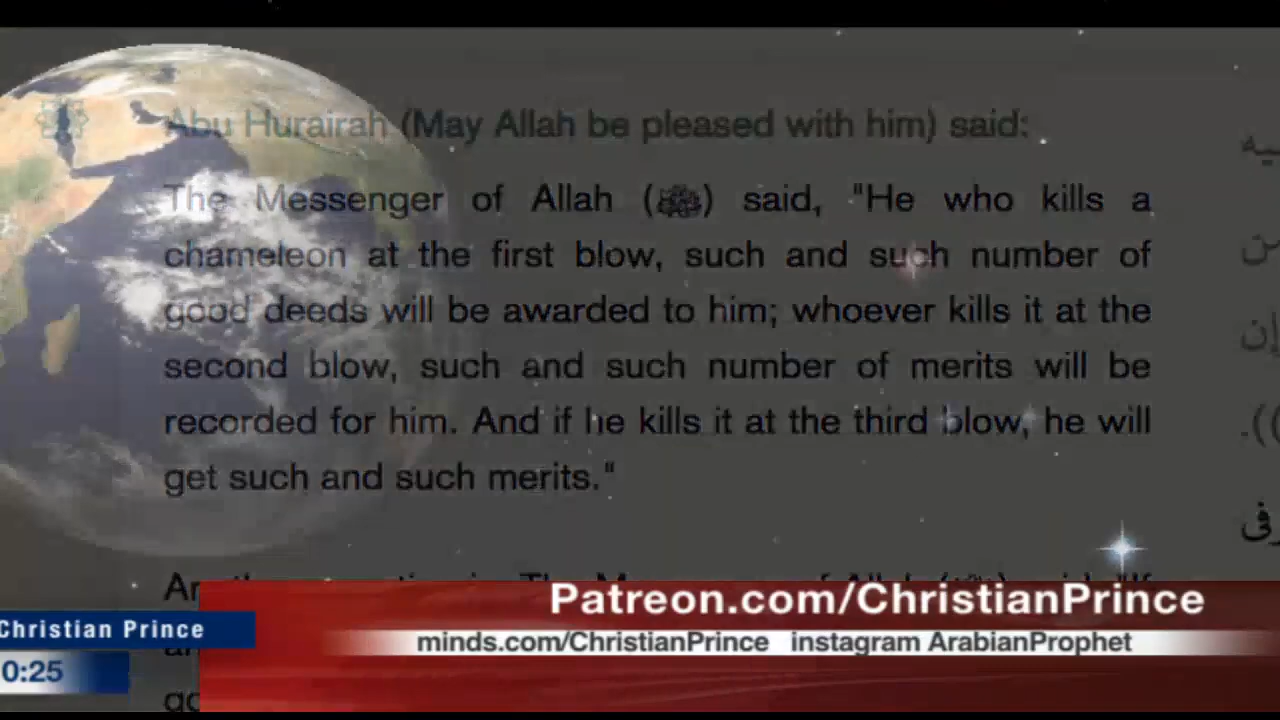 Abu Hurairah (May Allah be pleased with him) said:
The Messenger of Allah (ﷺ) said, "He who kills a
chameleon at the first blow, such and such number of
good deeds will be awarded to him; whoever kills it at the
second blow, such and such number of merits will be
recorded for him. And if he kills it at the third blow, he will
get such and such merits."
Patreon.com/ChristianPrince
Christian Prince
minds.com/ChristianPrince instagram ArabianProphet
0:25